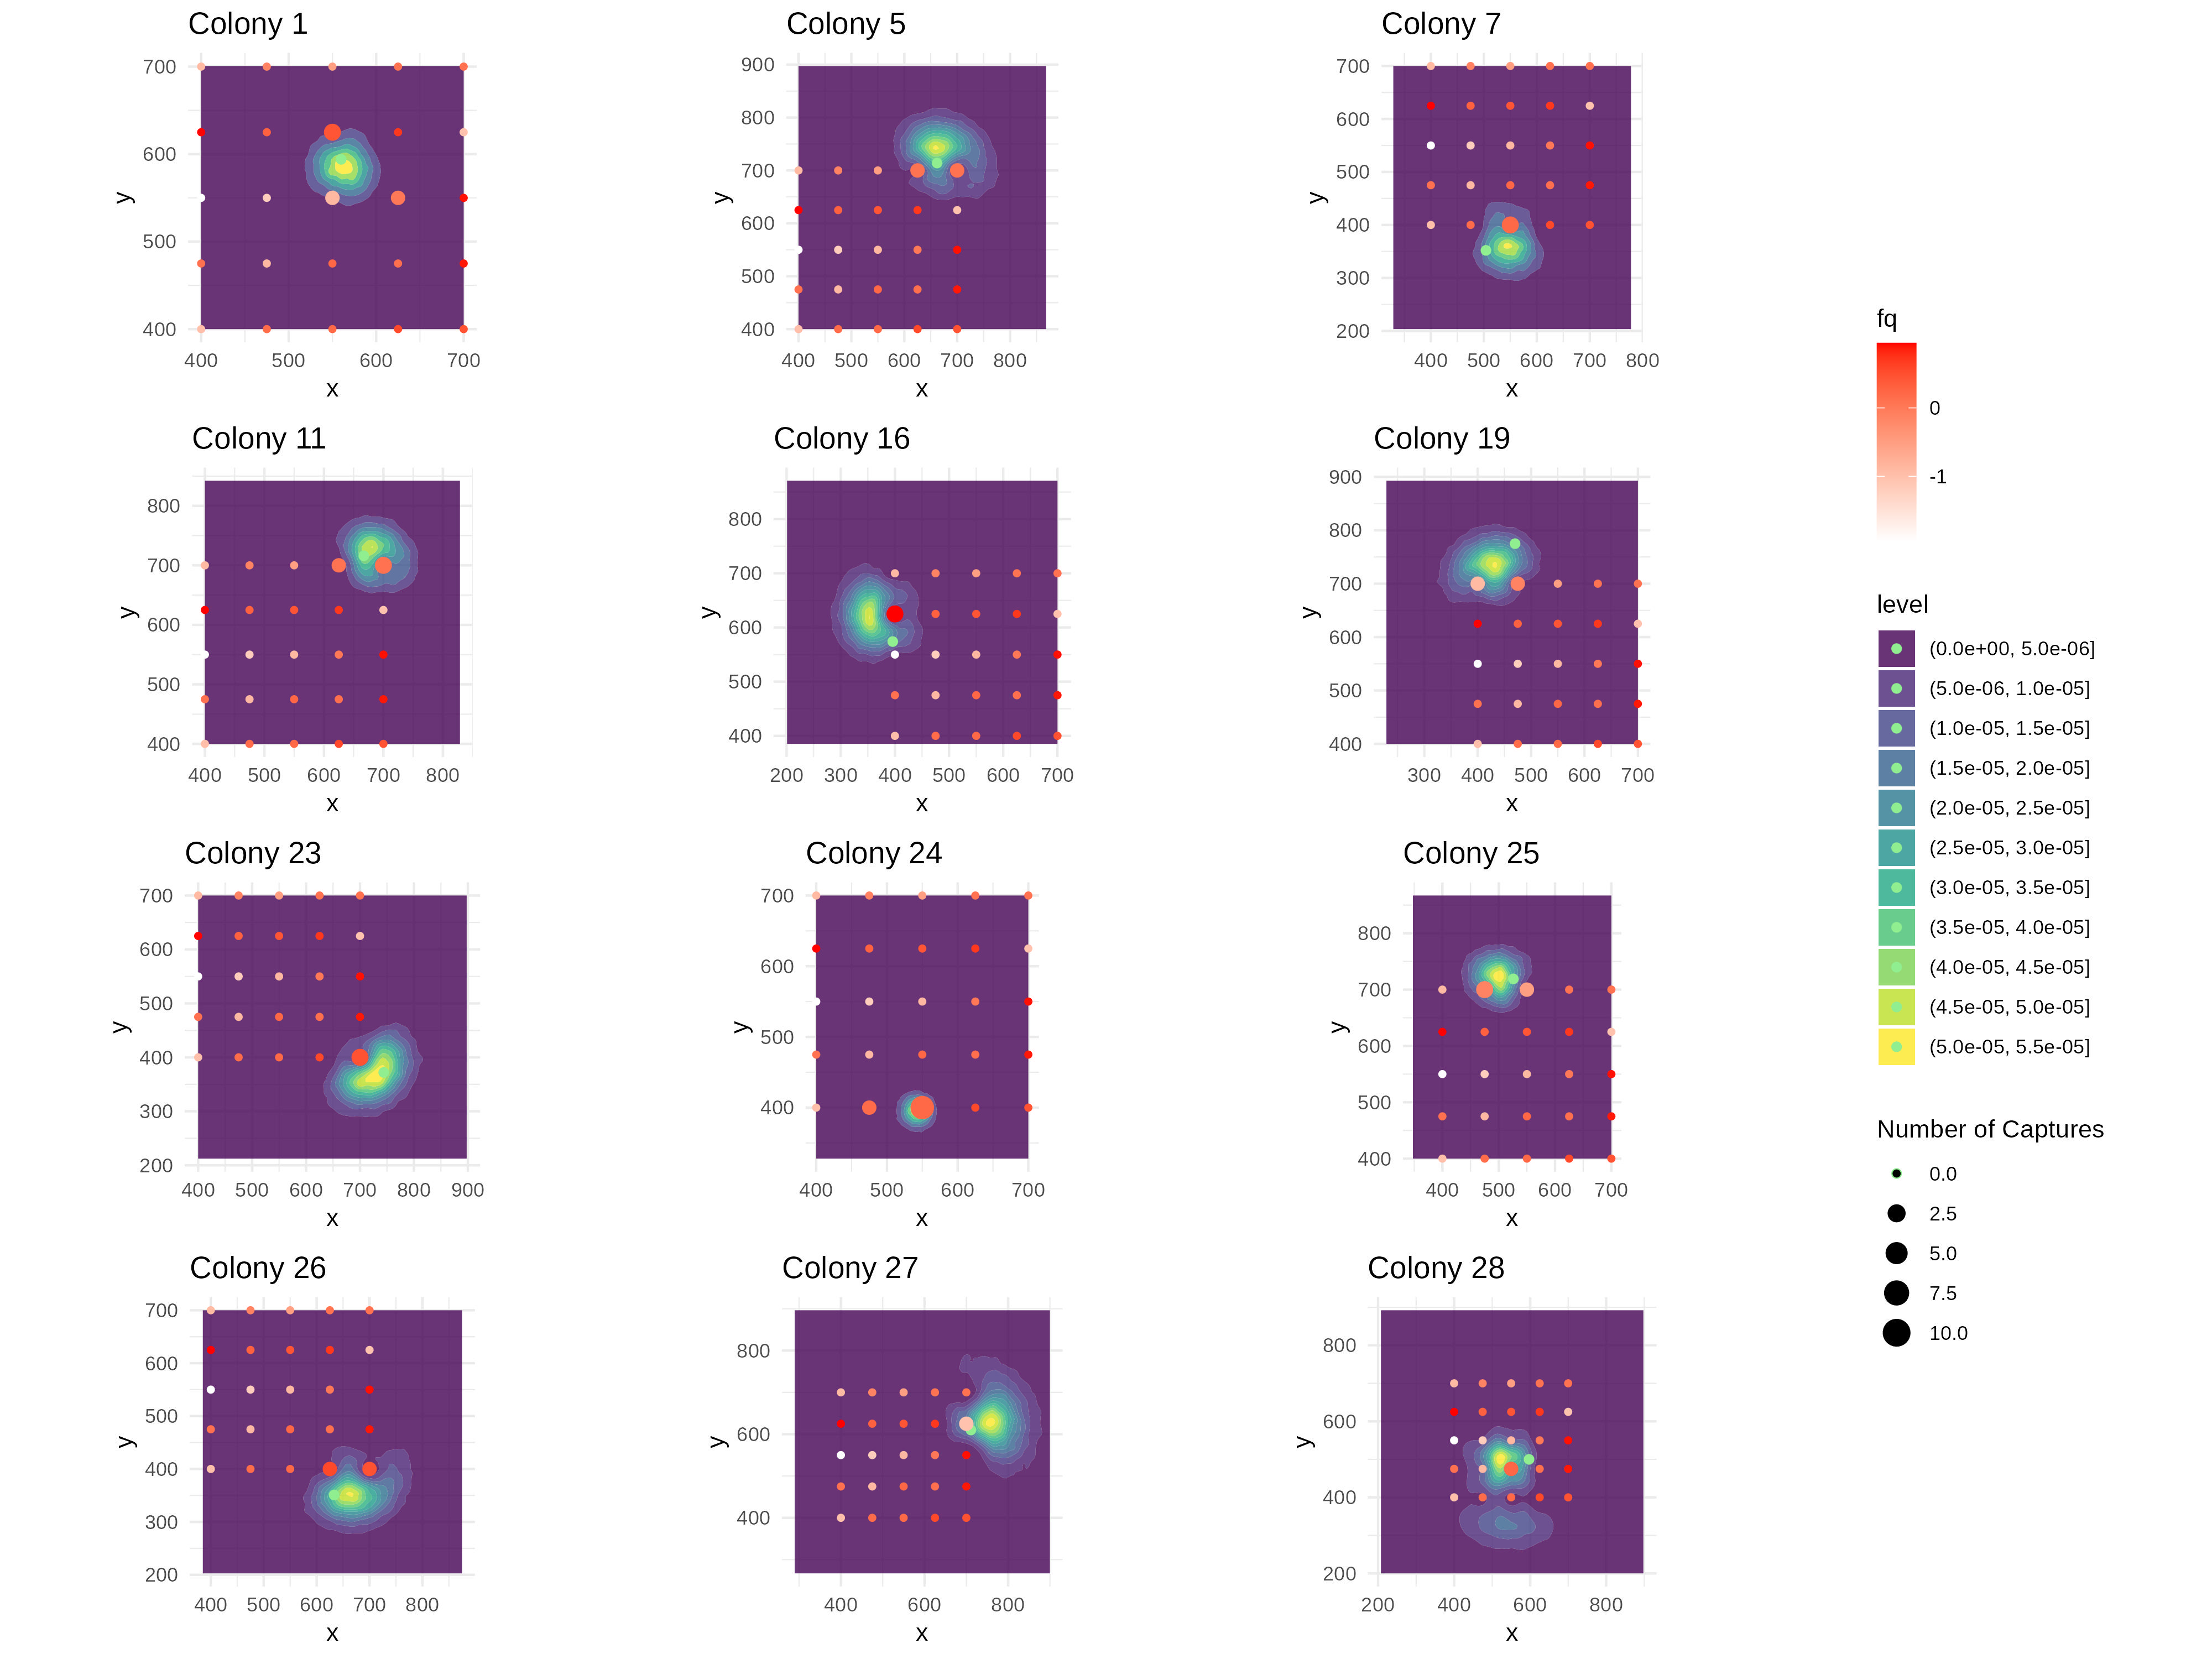 Colony 1
700
600
500
400
400 500 600 700
x
y
Colony 5
900
800
700
600
500
400
400 500 600 700 800
x
y
Colony 7
700
600
500
400
300
200
400 500 600 700 800
x
y
Colony 11
800
700
600
500
400
400 500 600 700 800
x
y
Colony 16
800
700
600
500
400
200 300 400 500 600 700
x
y
Colony 19
900
800
700
600
500
400
300 400 500 600 700
x
y
Colony 23
700
600
500
400
300
200
400 500 600 700 800 900
x
y
Colony 24
700
600
500
400
400 500 600 700
x
y
Colony 25
800
700
600
500
400
400 500 600 700
x
y
Colony 26
700
600
500
400
300
200
400 500 600 700 800
x
y
Colony 27
800
600
400
400 600 800
x
y
Colony 28
800
600
400
200
200 400 600 800
x
y
fq
0
-1
level
(0.0e+00, 5.0e-06]
(5.0e-06, 1.0e-05]
(1.0e-05, 1.5e-05]
(1.5e-05, 2.0e-05]
(2.0e-05, 2.5e-05]
(2.5e-05, 3.0e-05]
(3.0e-05, 3.5e-05]
(3.5e-05, 4.0e-05]
(4.0e-05, 4.5e-05]
(4.5e-05, 5.0e-05]
(5.0e-05, 5.5e-05]
Number of Captures
0.0
2.5
5.0
7.5
10.0